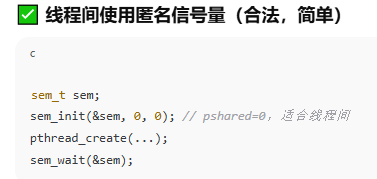 ✅ 线程间使用匿名信号量（合法，简单）
c
sem_t sem;
sem_init(&sem, 0, 0); // pshared=0，适合线程间
pthread_create(...);
sem_wait(&sem);